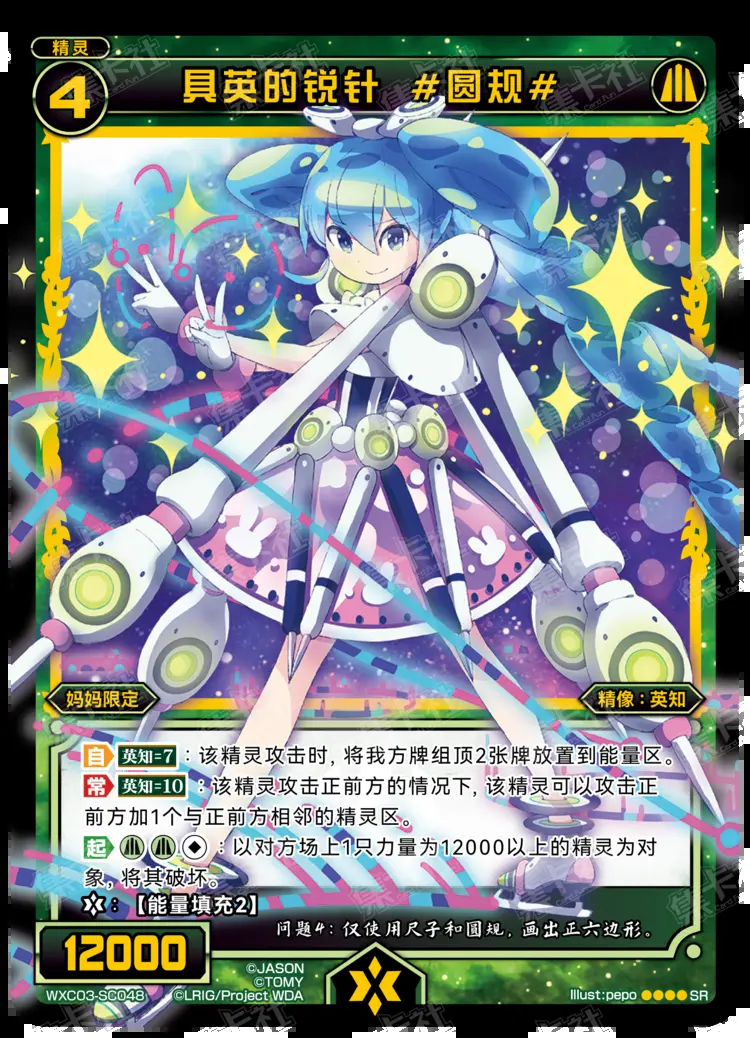 精灵
4
具英的锐针 #圆规#
妈妈限定
精像：英知
自 英知=7：该精灵攻击时，将我方牌组顶2张牌放置到能量区。
常 英知=10：该精灵攻击正前方的情况下，该精灵可以攻击正
前方加1个与正前方相邻的精灵区。
起：以对方场上1只力量为12000以上的精灵为对
象，将其破坏。
：【能量填充2】
问题4：仅使用尺子和圆规，画出正六边形。
12000
©JASON
©TOMY
WXC03-SC048 ©LRIG/Project WDA
Illust:pepo SR
集卡社